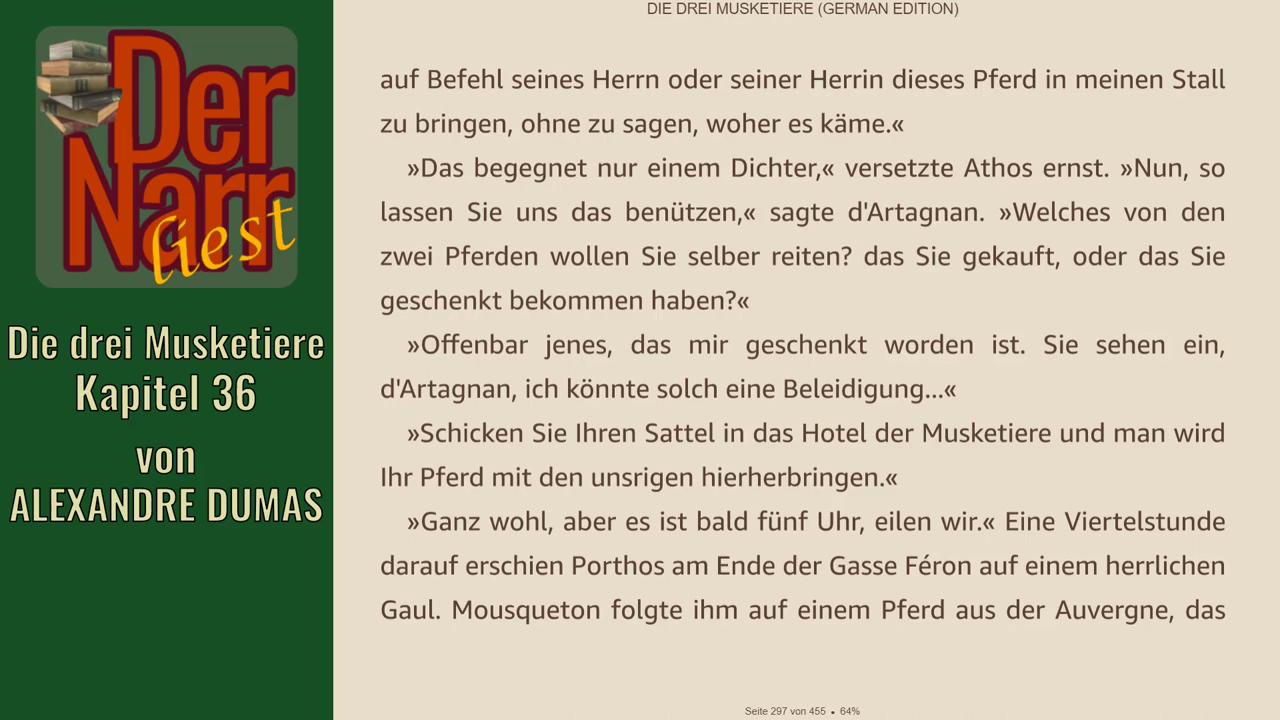 Der
Narr
liest
Die drei Musketiere
Kapitel 36
von
ALEXANDRE DUMAS
DIE DREI MUSKETIERE (GERMAN EDITION)
auf Befehl seines Herrn oder seiner Herrin dieses Pferd in meinen Stall
zu bringen, ohne zu sagen, woher es käme.«
»Das begegnet nur einem Dichter,« versetzte Athos ernst. »Nun, so
lassen Sie uns das benützen,« sagte d'Artagnan. »Welches von den
zwei Pferden wollen Sie selber reiten? das Sie gekauft, oder das Sie
geschenkt bekommen haben?«
»Offenbar jenes, das mir geschenkt worden ist. Sie sehen ein,
d'Artagnan, ich könnte solch eine Beleidigung...«
»Schicken Sie Ihren Sattel in das Hotel der Musketiere und man wird
Ihr Pferd mit den unsrigen hierherbringen.«
»Ganz wohl, aber es ist bald fünf Uhr, eilen wir.« Eine Viertelstunde
darauf erschien Porthos am Ende der Gasse Féron auf einem herrlichen
Gaul. Mousqueton folgte ihm auf einem Pferd aus der Auvergne, das
Seite 297 von 455 • 64%